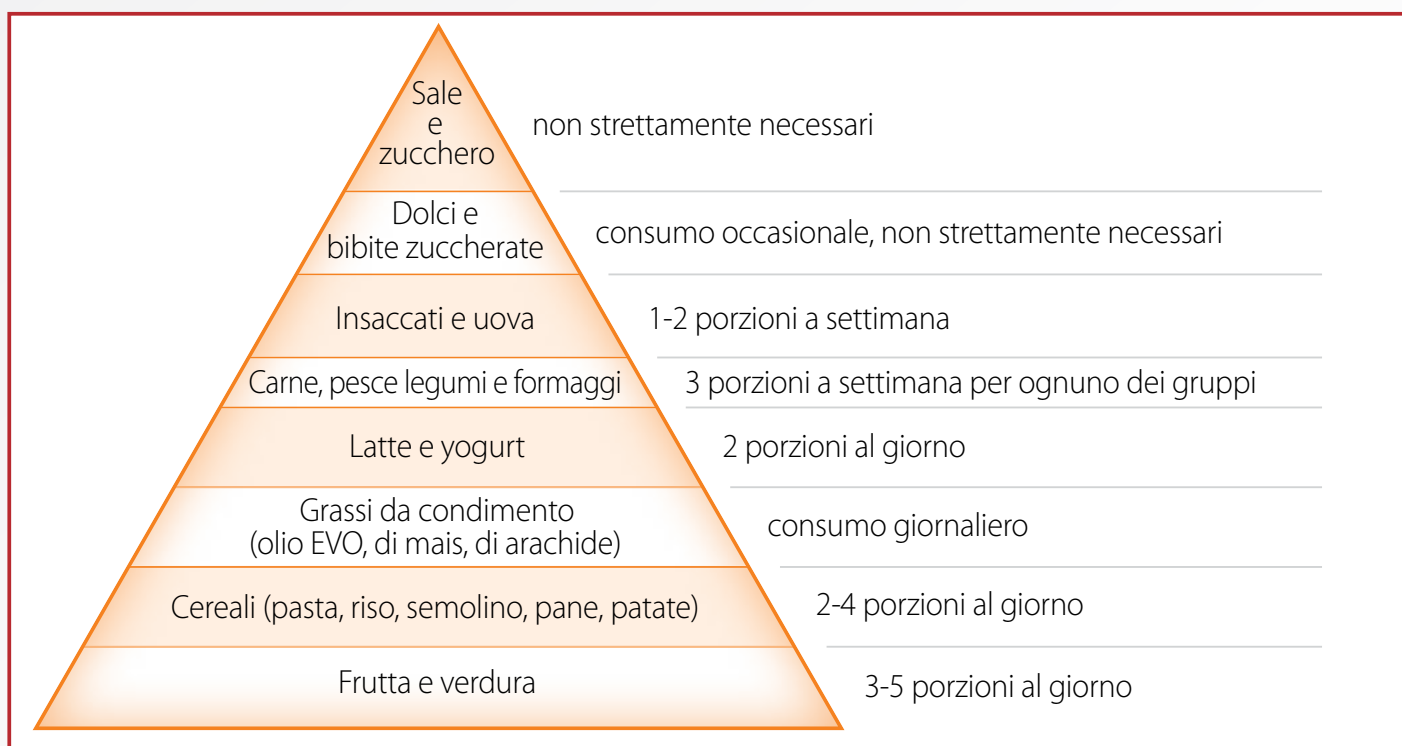 Sale
e
zucchero
non strettamente necessari
Dolci e
bibite zuccherate
consumo occasionale, non strettamente necessari
Insaccati e uova
1-2 porzioni a settimana
Carne, pesce legumi e formaggi
3 porzioni a settimana per ognuno dei gruppi
Latte e yogurt
2 porzioni al giorno
Grassi da condimento
(olio EVO, di mais, di arachide)
consumo giornaliero
Cereali (pasta, riso, semolino, pane, patate)
2-4 porzioni al giorno
Frutta e verdura
3-5 porzioni al giorno